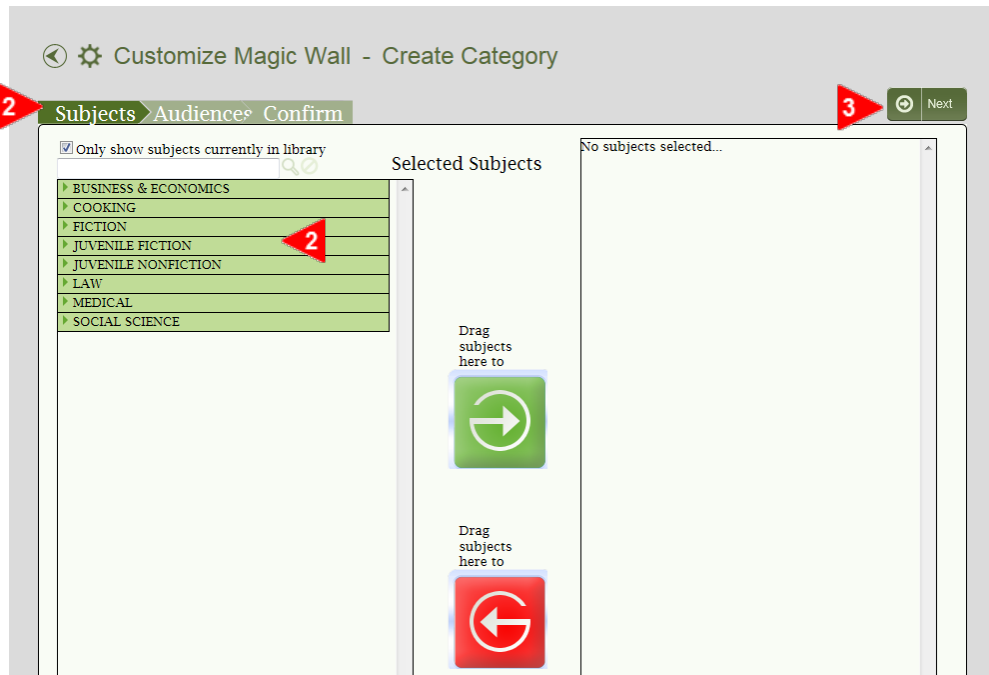 Customize Magic Wall - Create Category
2
Subjects Audiences Confirm
3
Next
Only show subjects currently in library
Selected Subjects
No subjects selected...
BUSINESS & ECONOMICS
COOKING
FICTION
JUVENILE FICTION
2
JUVENILE NONFICTION
LAW
MEDICAL
SOCIAL SCIENCE
Drag
subjects
here to
Drag
subjects
here to